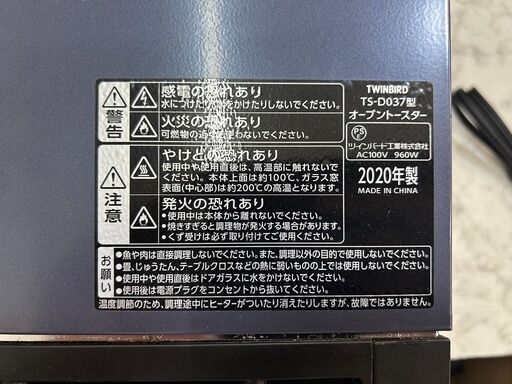 警告
感電の恐れあり
水につけたり、水をかけたりしないでください。
火災の恐れあり
可燃物の近くで使わないでください。
注意
やけどの恐れあり
使用中や使用直後は、高温部に触れないで
ください。本体上面は約100℃、ガラス窓
表面(中心部)は約200℃の高温となります。
発火の恐れあり
・使用中は本体から離れないでください。
・焼きすぎると調理物が発火する場合があります。
・くず受けは必ず取り付けてください。
TWINBIRD
TS-D037型
オーブントースター
PSE
ツインバード工業株式会社
AC100V 960W
2020年製
MADE IN CHINA
お願い
●魚や肉は直接調理しないでください。また、調理以外の目的で使用しないでください。
●畳、じゅうたん、テーブルクロスなどの熱に弱いものの上では使用しないでください。
●使用中や使用直後はドアガラスに水をかけないでください。
●使用後は電源プラグをコンセントから抜いてください。
温度調節のため、調理途中にヒーターがついたり消えたりしますが、故障ではありません。